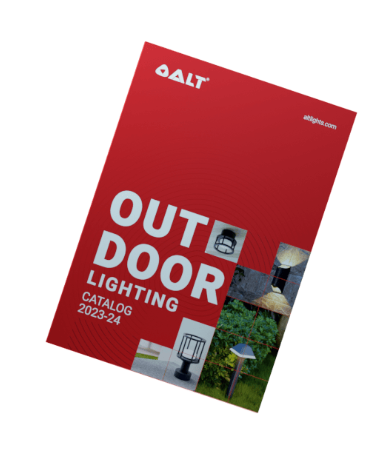 ALT
altlights.com
OUT
DOOR
LIGHTING
CATALOG
2023-24